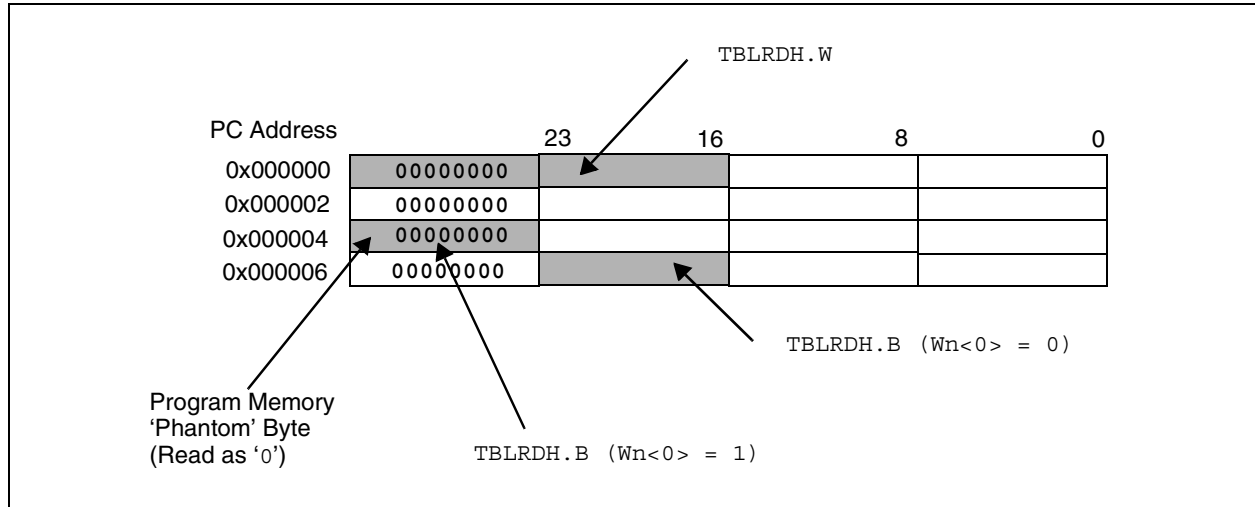 TBLRDH.W
PC Address
23 16 8 0
0x000000 00000000
0x000002 00000000
0x000004 00000000
0x000006 00000000
TBLRDH.B (Wn<0> = 0)
Program Memory
‘Phantom’ Byte
(Read as ‘0’)
TBLRDH.B (Wn<0> = 1)